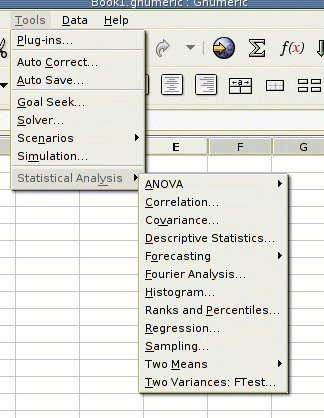 Book1.gnumeric : Gnumeric
Tools Data Help
Plug-ins...
Auto Correct...
Auto Save...
Goal Seek...
Solver...
Scenarios
Simulation...
Statistical Analysis
Σ f(x)
a
E F G
ANOVA
Correlation...
Covariance...
Descriptive Statistics...
Forecasting
Fourier Analysis...
Histogram...
Ranks and Percentiles...
Regression...
Sampling...
Two Means
Two Variances: FTest...